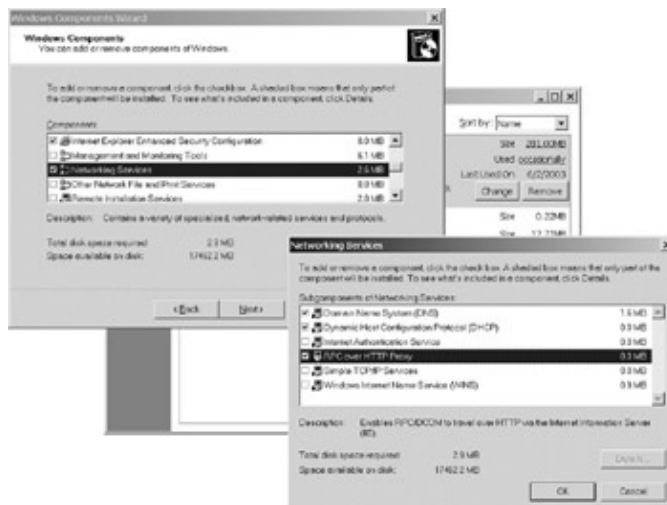 Windows Components Wizard
Windows Components
You can add or remove components of Windows.
To add or remove a component, click the checkbox. A shaded box means that only part of
the component will be installed. To see what's included in a component, click Details.
Components:
Internet Explorer Enhanced Security Configuration 0.0 MB
Management and Monitoring Tools 6.1 MB
Networking Services 2.6 MB
Other Network File and Print Services 0.0 MB
Remote Installation Services 2.0 MB
Description: Contains a variety of specialized, network-related services and protocols.
Total disk space required: 2.9 MB
Space available on disk: 17462.2 MB
< Back Next >
Sort by: Name
Size 281.00MB
Used occasionally
Last Used On 6/2/2003
Change Remove
Size 0.22MB
Size
Networking Services
To add or remove a component, click the check box. A shaded box means that only part of the
component will be installed. To see what's included in a component, click Details.
Subcomponents of Networking Services:
Domain Name System (DNS) 1.6 MB
Dynamic Host Configuration Protocol (DHCP) 0.0 MB
Internet Authentication Service 0.0 MB
RPC over HTTP Proxy 0.0 MB
Simple TCP/IP Services 0.0 MB
Windows Internet Name Service (WINS) 0.9 MB
Description: Enables RPC/DCOM to travel over HTTP via the Internet Information Server
(IIS)
Total disk space required: 2.9 MB
Space available on disk: 17462.2 MB
Details...
OK Cancel